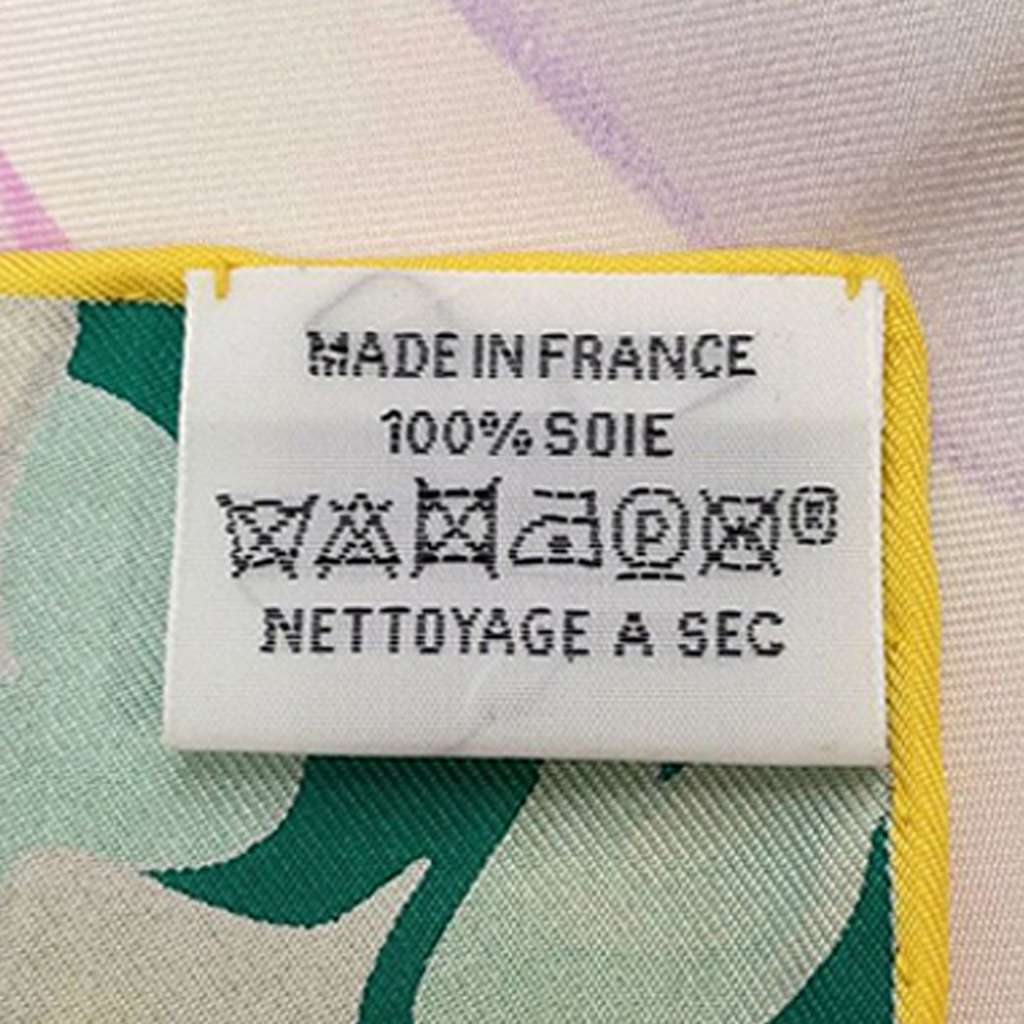 MADE IN FRANCE
100% SOIE
P ®
NETTOYAGE A SEC